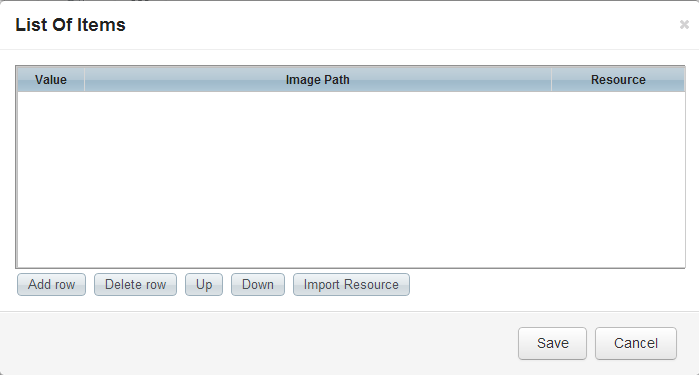 List Of Items ×
Value Image Path Resource
Add row Delete row Up Down Import Resource
Save Cancel